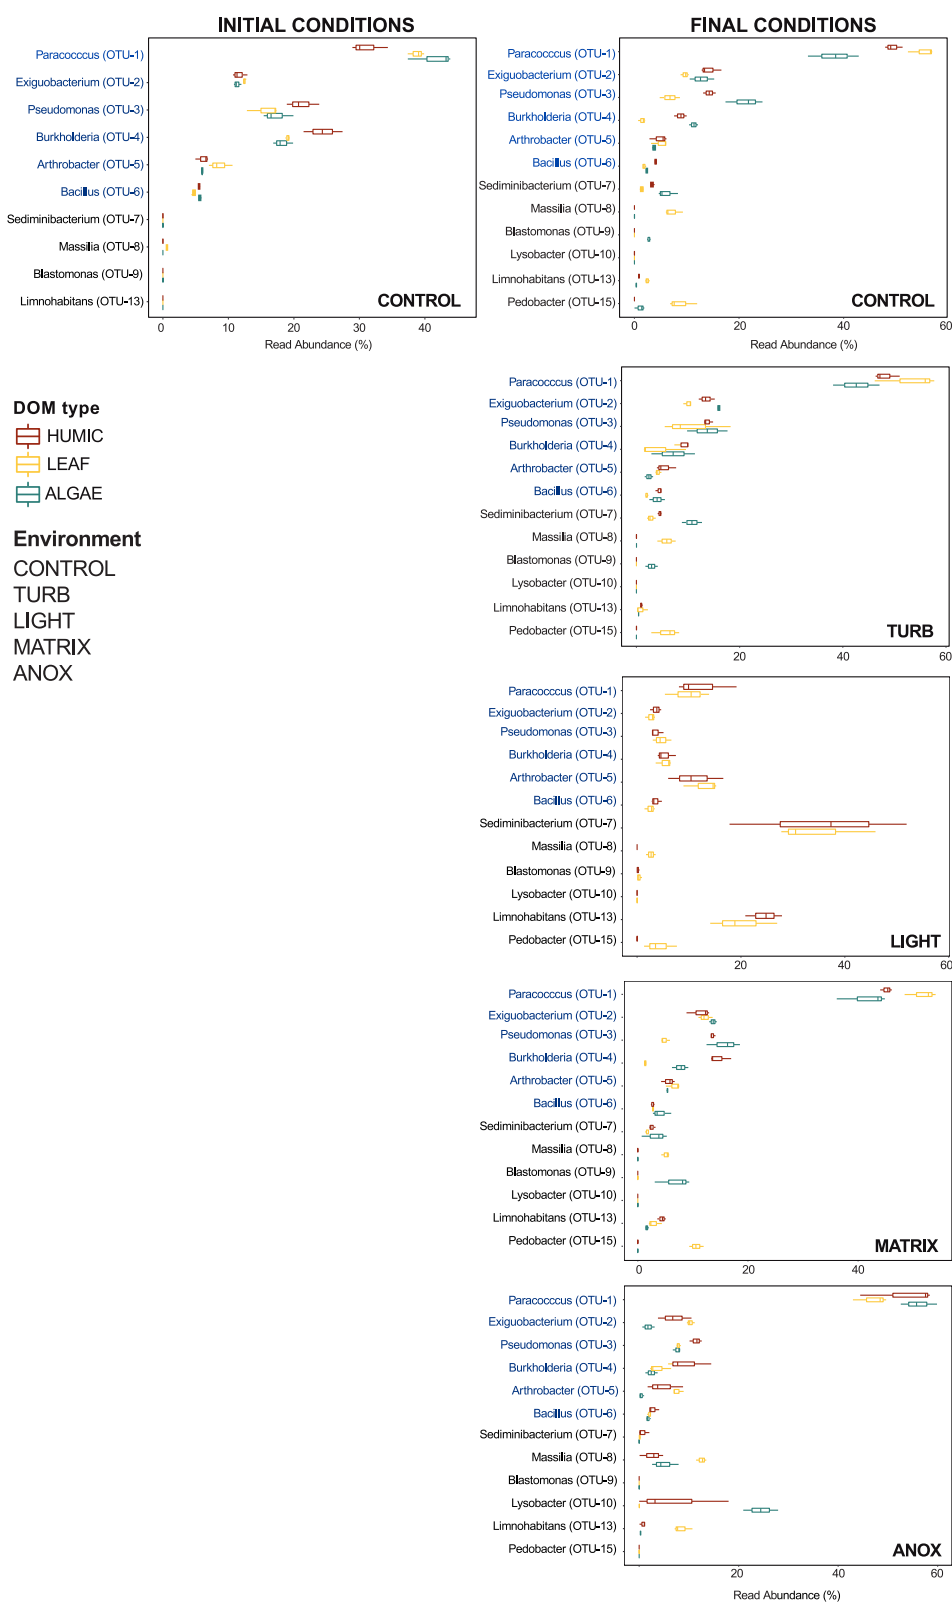 INITIAL CONDITIONS
Paracocccus (OTU-1)
Exiguobacterium (OTU-2)
Pseudomonas (OTU-3)
Burkholderia (OTU-4)
Arthrobacter (OTU-5)
Bacillus (OTU-6)
Sediminibacterium (OTU-7)
Massilia (OTU-8)
Blastomonas (OTU-9)
Limnohabitans (OTU-13)
CONTROL
0 10 20 30 40
Read Abundance (%)
FINAL CONDITIONS
Paracocccus (OTU-1)
Exiguobacterium (OTU-2)
Pseudomonas (OTU-3)
Burkholderia (OTU-4)
Arthrobacter (OTU-5)
Bacillus (OTU-6)
Sediminibacterium (OTU-7)
Massilia (OTU-8)
Blastomonas (OTU-9)
Lysobacter (OTU-10)
Limnohabitans (OTU-13)
Pedobacter (OTU-15)
CONTROL
0 20 40 60
Read Abundance (%)
DOM type
HUMIC
LEAF
ALGAE
Environment
CONTROL
TURB
LIGHT
MATRIX
ANOX
Paracocccus (OTU-1)
Exiguobacterium (OTU-2)
Pseudomonas (OTU-3)
Burkholderia (OTU-4)
Arthrobacter (OTU-5)
Bacillus (OTU-6)
Sediminibacterium (OTU-7)
Massilia (OTU-8)
Blastomonas (OTU-9)
Lysobacter (OTU-10)
Limnohabitans (OTU-13)
Pedobacter (OTU-15)
TURB
0 20 40 60
Paracocccus (OTU-1)
Exiguobacterium (OTU-2)
Pseudomonas (OTU-3)
Burkholderia (OTU-4)
Arthrobacter (OTU-5)
Bacillus (OTU-6)
Sediminibacterium (OTU-7)
Massilia (OTU-8)
Blastomonas (OTU-9)
Lysobacter (OTU-10)
Limnohabitans (OTU-13)
Pedobacter (OTU-15)
LIGHT
0 20 40 60
Paracocccus (OTU-1)
Exiguobacterium (OTU-2)
Pseudomonas (OTU-3)
Burkholderia (OTU-4)
Arthrobacter (OTU-5)
Bacillus (OTU-6)
Sediminibacterium (OTU-7)
Massilia (OTU-8)
Blastomonas (OTU-9)
Lysobacter (OTU-10)
Limnohabitans (OTU-13)
Pedobacter (OTU-15)
MATRIX
0 20 40
Paracocccus (OTU-1)
Exiguobacterium (OTU-2)
Pseudomonas (OTU-3)
Burkholderia (OTU-4)
Arthrobacter (OTU-5)
Bacillus (OTU-6)
Sediminibacterium (OTU-7)
Massilia (OTU-8)
Blastomonas (OTU-9)
Lysobacter (OTU-10)
Limnohabitans (OTU-13)
Pedobacter (OTU-15)
ANOX
0 20 40 60
Read Abundance (%)